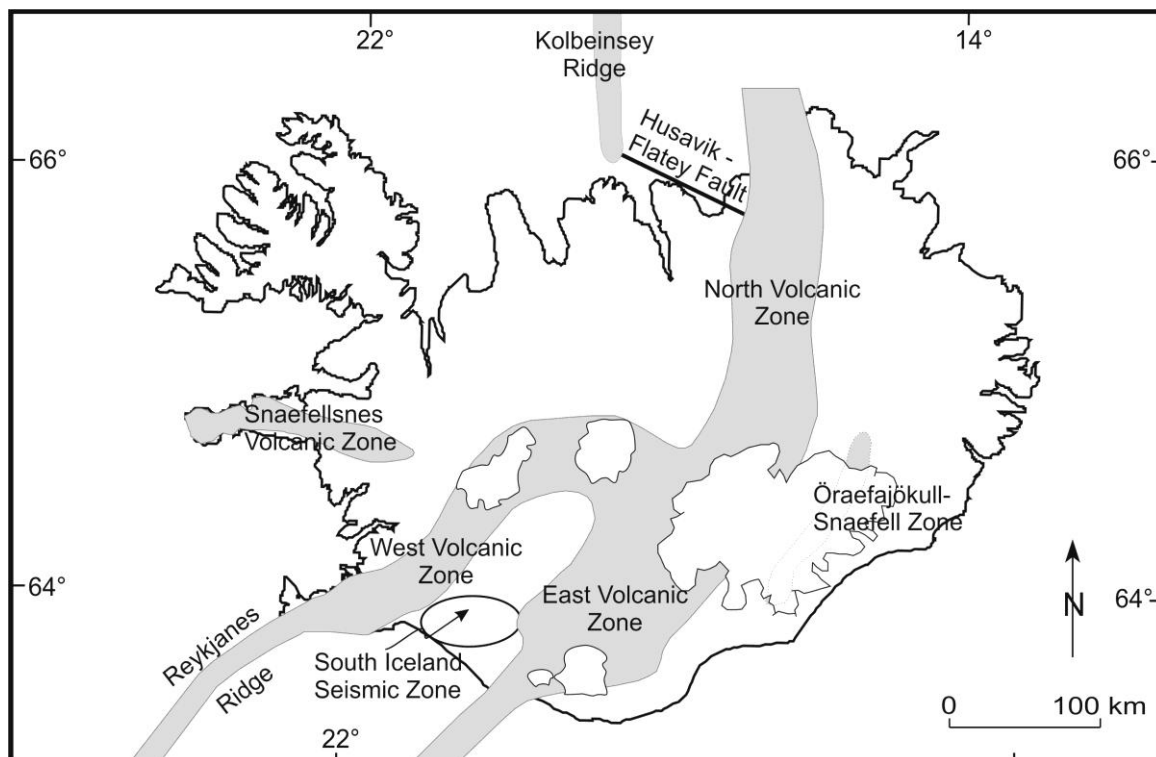 22°
14°
Kolbeinsey
Ridge
Husavik -
Flatey Fault
66°
66°
North Volcanic
Zone
Snaefellsnes
Volcanic Zone
Öraefajökull-
Snaefell Zone
West Volcanic
Zone
East Volcanic
Zone
64°
64°
N
Reykjanes
Ridge
South Iceland
Seismic Zone
0
100 km
22°